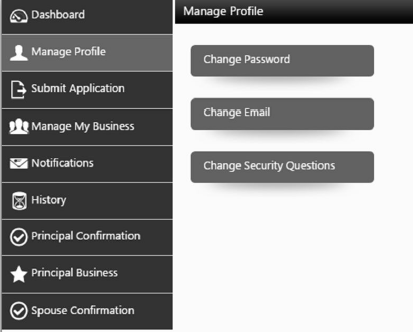 Dashboard
Manage Profile
Submit Application
Manage My Business
Notifications
History
Principal Confirmation
Principal Business
Spouse Confirmation
Manage Profile
Change Password
Change Email
Change Security Questions